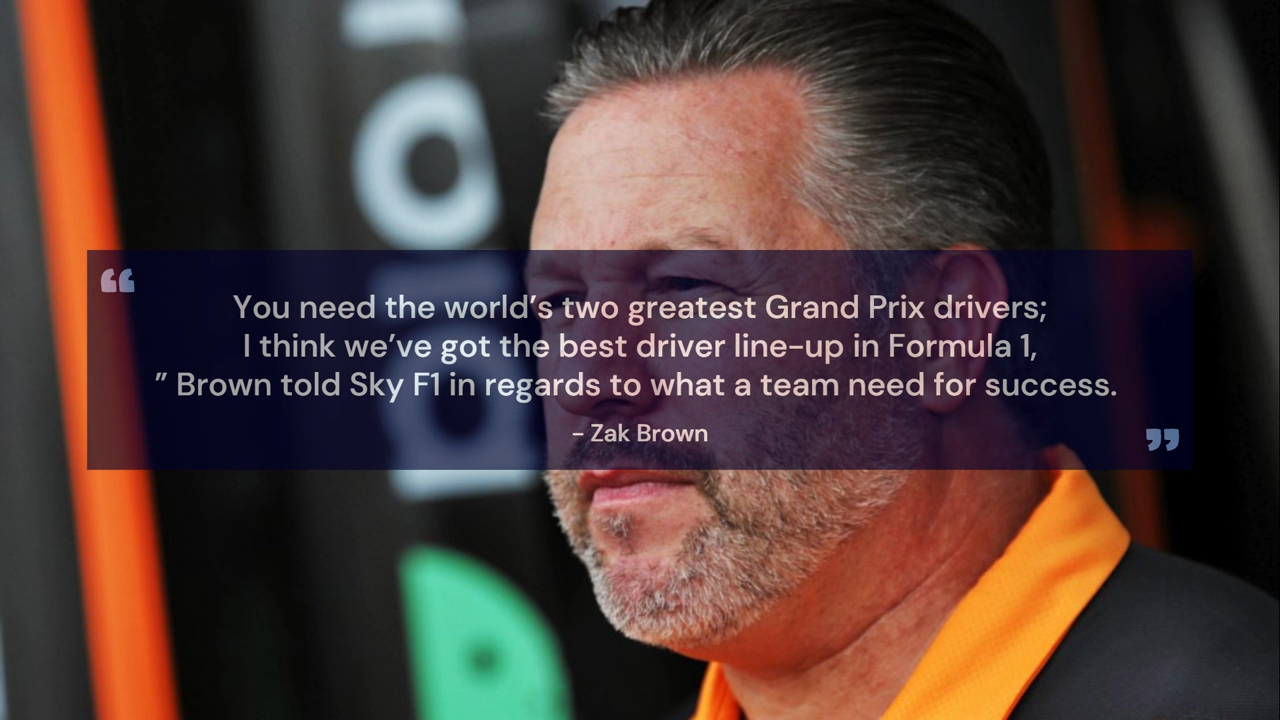 “
You need the world’s two greatest Grand Prix drivers;
I think we’ve got the best driver line-up in Formula 1,
” Brown told Sky F1 in regards to what a team need for success.
- Zak Brown
”